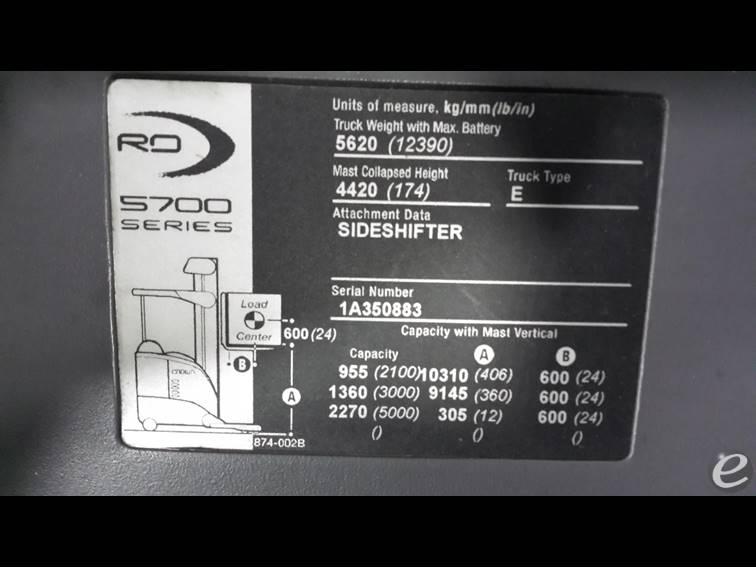 RD
5700
SERIES
Load
Center
600 (24)
B
A
CROWN
874-002B
Units of measure, kg/mm(lb/in)
Truck Weight with Max. Battery
5620 (12390)
Mast Collapsed Height
4420 (174)
Truck Type
E
Attachment Data
SIDESHIFTER
Serial Number
1A350883
Capacity with Mast Vertical
Capacity A B
955 (2100) 10310 (406) 600 (24)
1360 (3000) 9145 (360) 600 (24)
2270 (5000) 305 (12) 600 (24)
() () ()
e